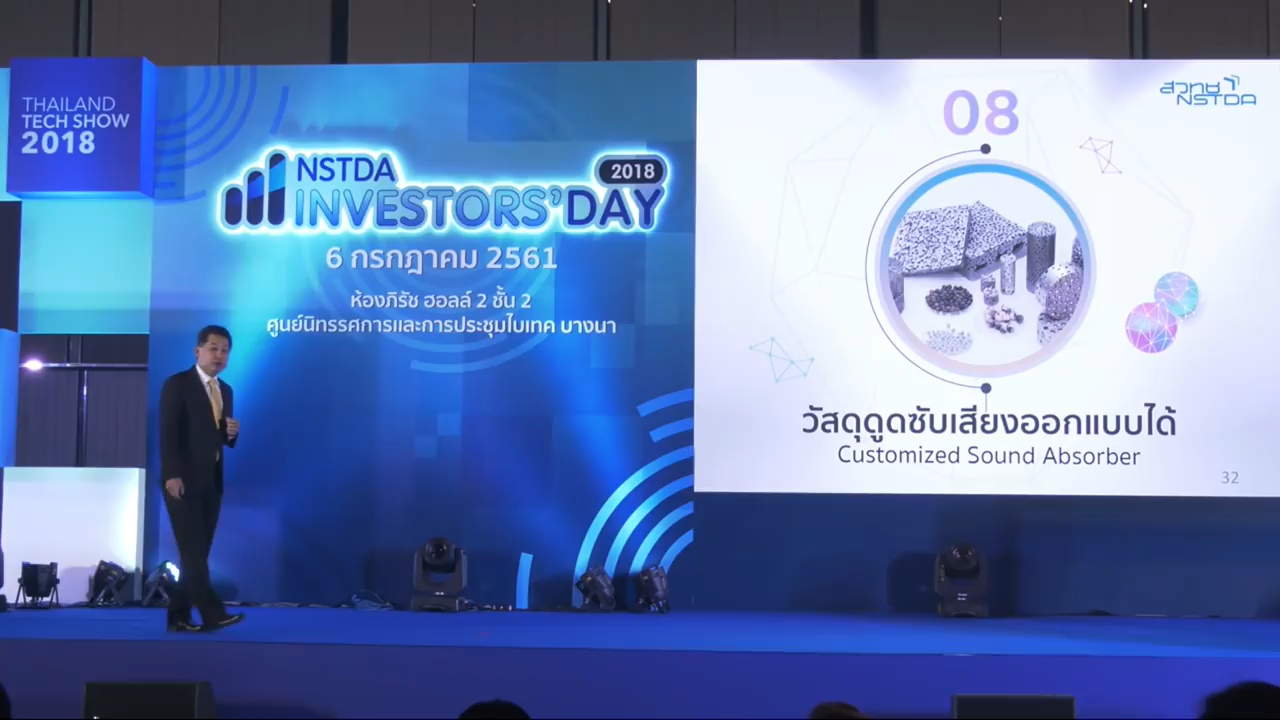 THAILAND
TECH SHOW
2018
NSTDA
2018
INVESTORS'DAY
6 กรกฎาคม 2561
ห้องภิรัช ฮอลล์ 2 ชั้น 2
ศูนย์นิทรรศการและการประชุมไบเทค บางนา
สวทช
NSTDA
08
วัสดุดูดซับเสียงออกแบบได้
Customized Sound Absorber
32